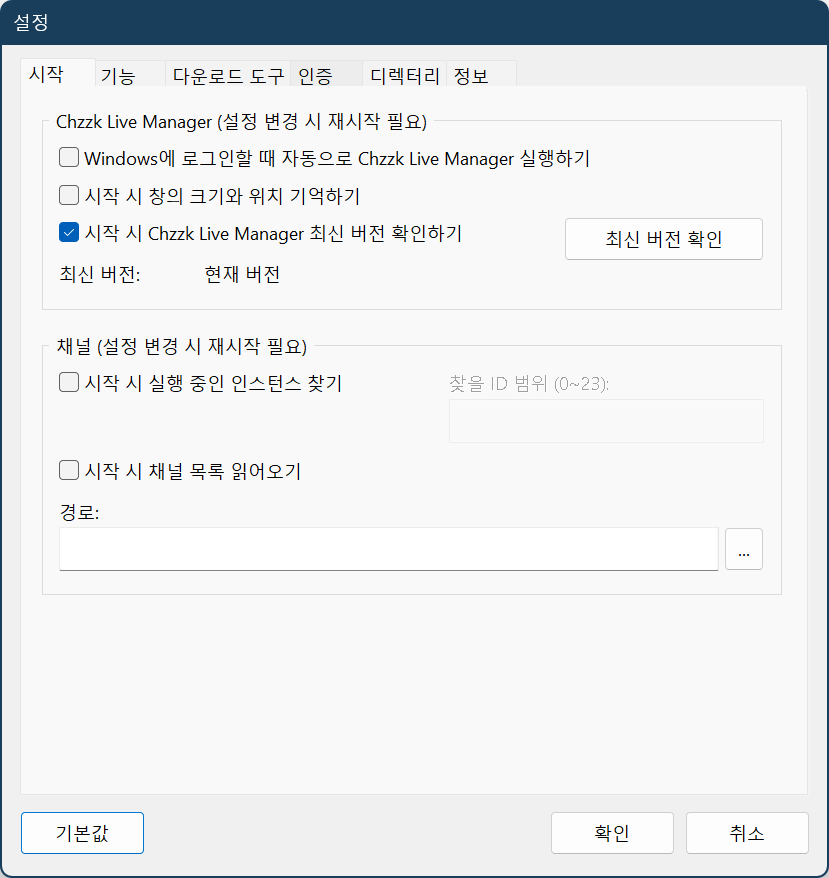 설정
시작 기능 다운로드 도구 인증 디렉터리 정보
Chzzk Live Manager (설정 변경 시 재시작 필요)
Windows에 로그인할 때 자동으로 Chzzk Live Manager 실행하기
시작 시 창의 크기와 위치 기억하기
시작 시 Chzzk Live Manager 최신 버전 확인하기
최신 버전 확인
최신 버전: 현재 버전
채널 (설정 변경 시 재시작 필요)
시작 시 실행 중인 인스턴스 찾기
찾을 ID 범위 (0~23):
시작 시 채널 목록 읽어오기
경로:
...
기본값 확인 취소